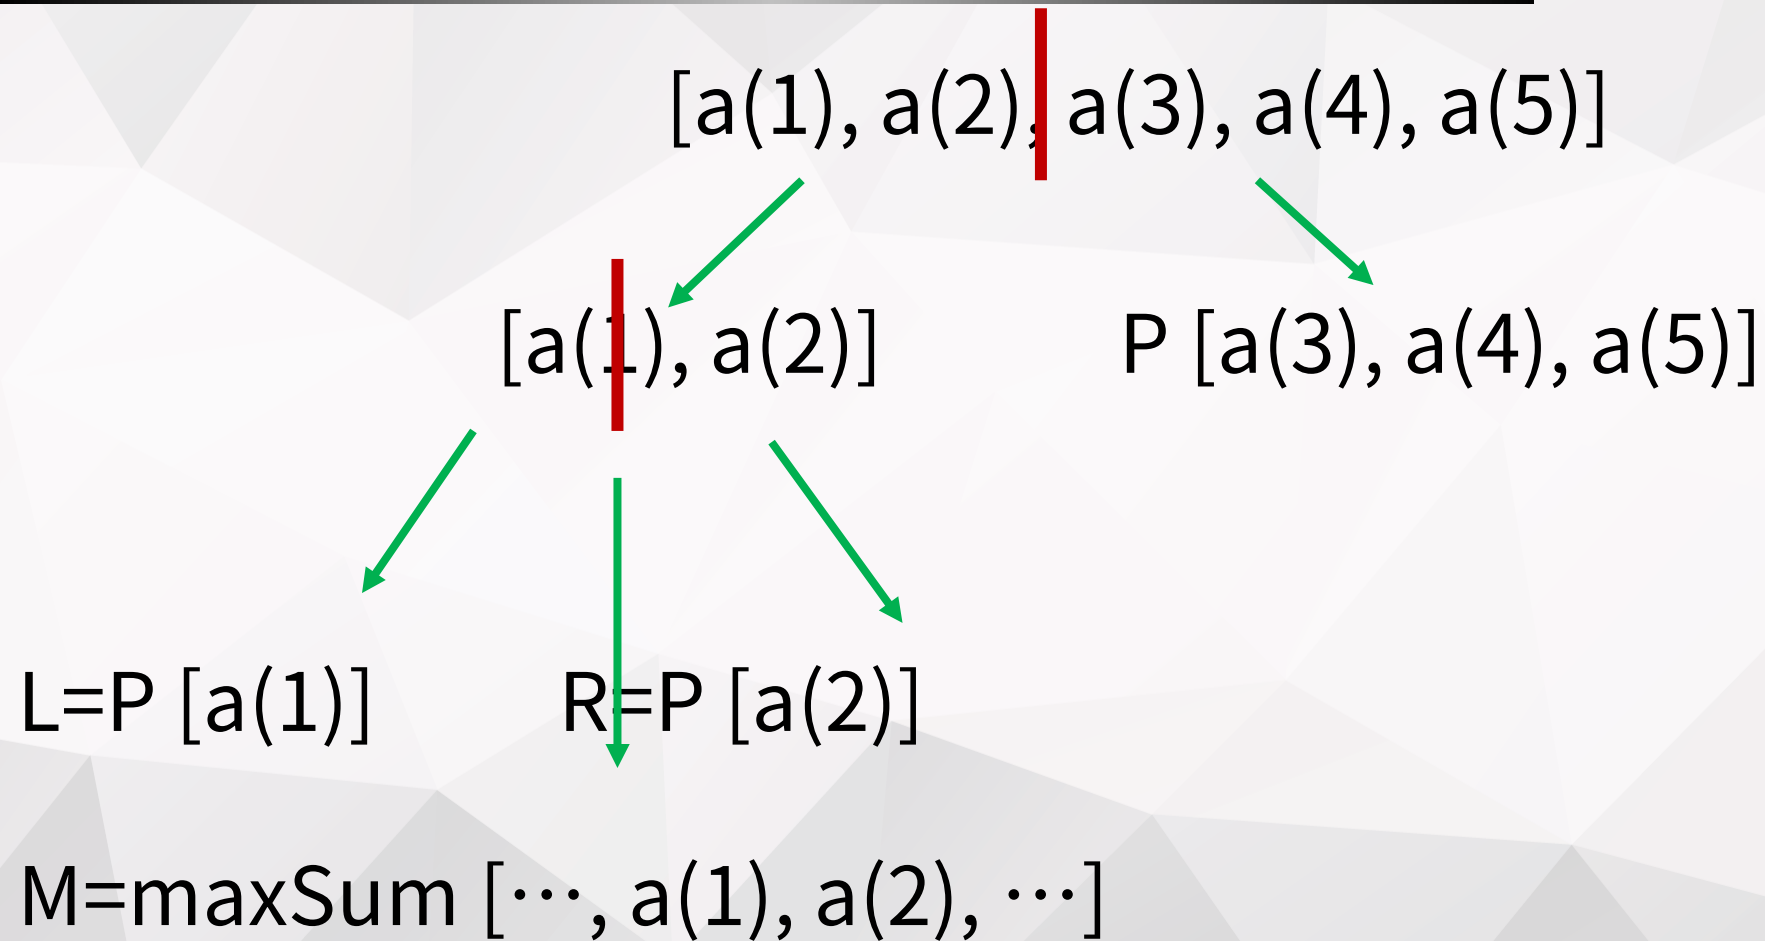 [a(1), a(2), a(3), a(4), a(5)]
[a(1), a(2)] P [a(3), a(4), a(5)]
L=P [a(1)] R=P [a(2)]
M=maxSum [⋯, a(1), a(2), ⋯]